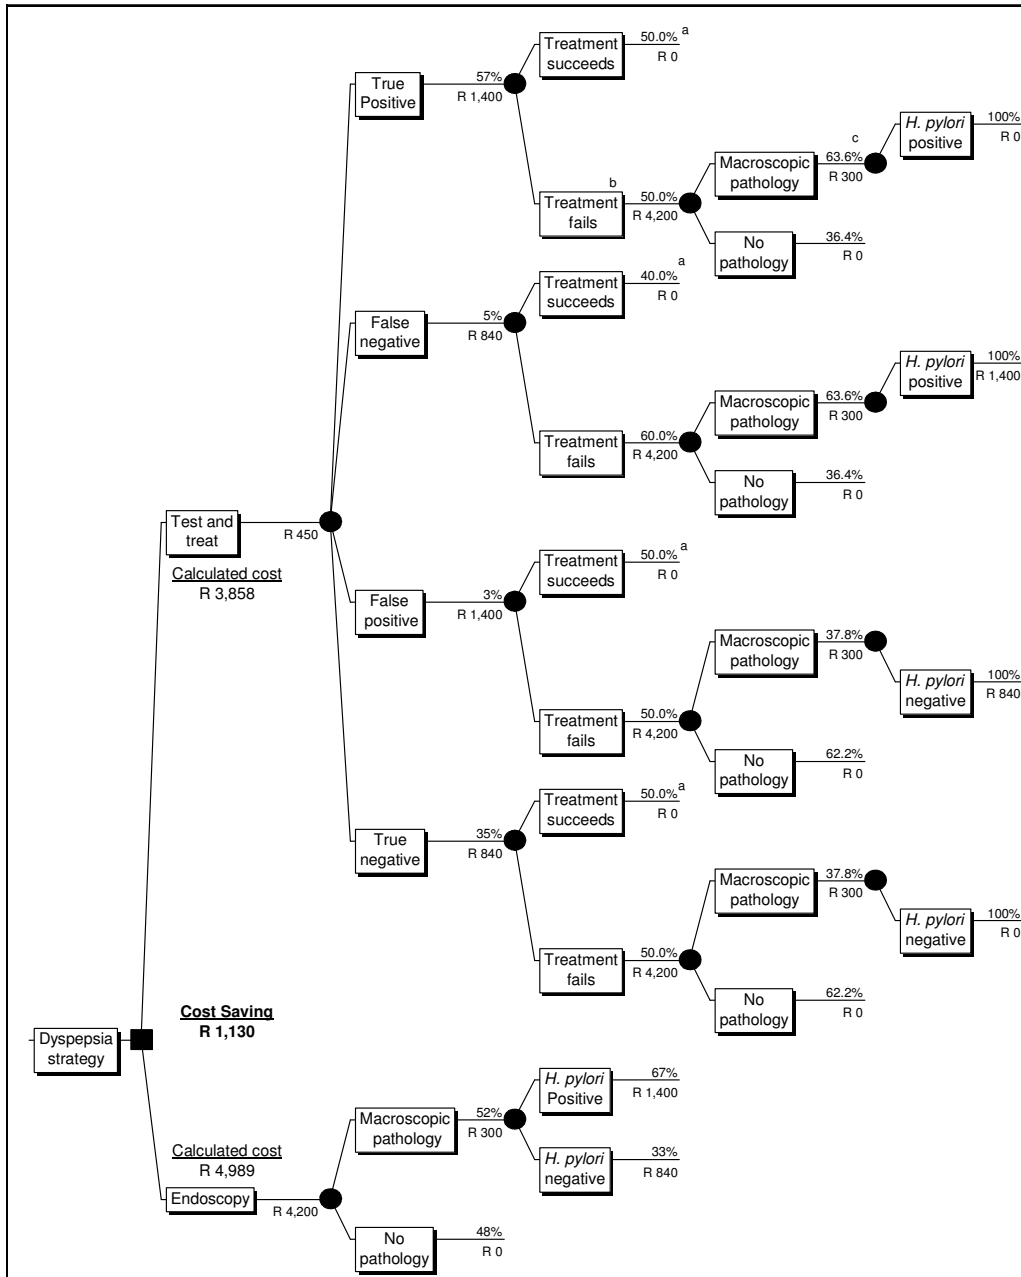 Treatment
succeeds
50.0%
a
R 0
True
Positive
57%
R 1,400
Treatment
fails
b
50.0%
R 4,200
Macroscopic
pathology
c
63.6%
R 300
H. pylori
positive
100%
R 0
No
pathology
36.4%
R 0
False
negative
5%
R 840
Treatment
succeeds
40.0%
a
R 0
Treatment
fails
60.0%
R 4,200
Macroscopic
pathology
63.6%
R 300
H. pylori
positive
100%
R 1,400
No
pathology
36.4%
R 0
Test and
treat
R 450
Calculated cost
R 3,858
False
positive
3%
R 1,400
Treatment
succeeds
50.0%
a
R 0
Treatment
fails
50.0%
R 4,200
Macroscopic
pathology
37.8%
R 300
H. pylori
negative
100%
R 840
No
pathology
62.2%
R 0
True
negative
35%
R 840
Treatment
succeeds
50.0%
a
R 0
Treatment
fails
50.0%
R 4,200
Macroscopic
pathology
37.8%
R 300
H. pylori
negative
100%
R 0
No
pathology
62.2%
R 0
Cost Saving
R 1,130
Dyspepsia
strategy
Calculated cost
R 4,989
Endoscopy
R 4,200
Macroscopic
pathology
52%
R 300
H. pylori
Positive
67%
R 1,400
H. pylori
negative
33%
R 840
No
pathology
48%
R 0